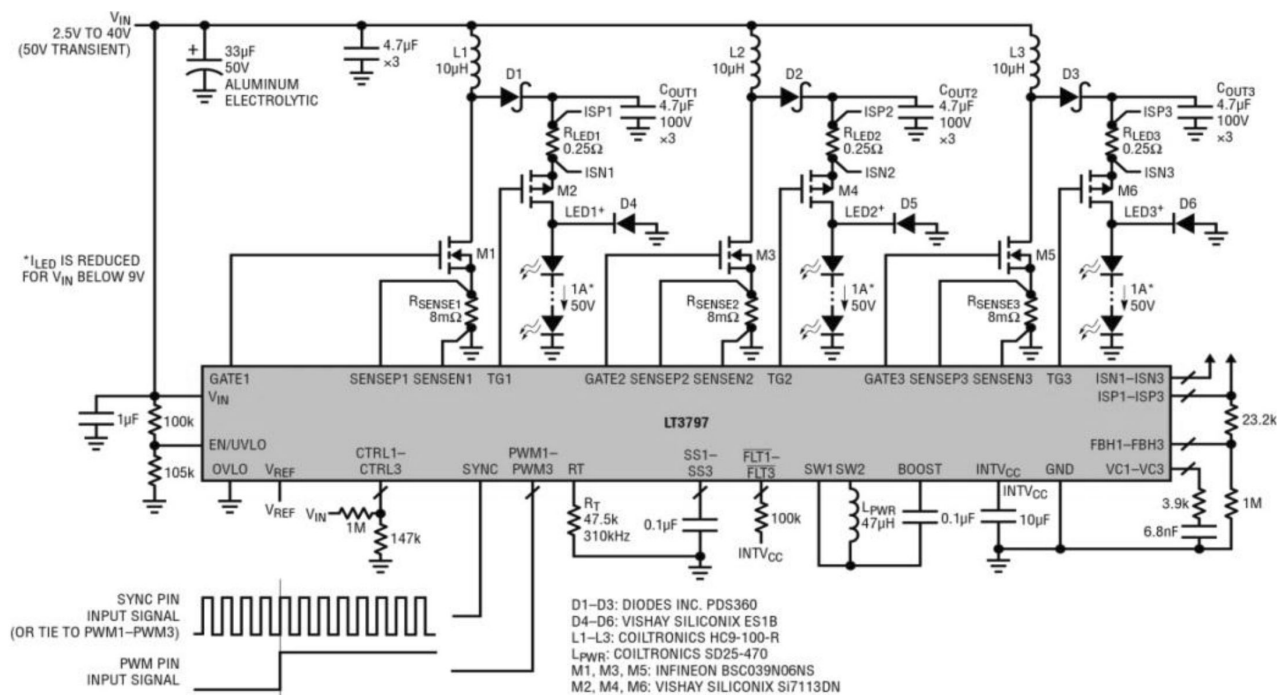 VIN
2.5V TO 40V
(50V TRANSIENT)
+
33µF
50V
ALUMINUM
ELECTROLYTIC
4.7µF
×3
L1
10µH
D1
ISP1
COUT1
4.7µF
100V
×3
RLED1
0.25Ω
ISN1
M2
LED1+
D4
M1
1A*
50V
RSENSE1
8mΩ
L2
10µH
D2
ISP2
COUT2
4.7µF
100V
×3
RLED2
0.25Ω
ISN2
M4
LED2+
D5
M3
1A*
50V
RSENSE2
8mΩ
L3
10µH
D3
ISP3
COUT3
4.7µF
100V
×3
RLED3
0.25Ω
ISN3
M6
LED3+
D6
M5
1A*
50V
RSENSE3
8mΩ
*ILED IS REDUCED
FOR VIN BELOW 9V
GATE1 SENSEP1 SENSEN1 TG1 GATE2 SENSEP2 SENSEN2 TG2 GATE3 SENSEP3 SENSEN3 TG3 ISN1–ISN3
VIN
ISP1–ISP3
LT3797
1µF
100k
23.2k
EN/UVLO
FBH1–FBH3
105k
OVLO
VREF
CTRL1–
CTRL3
SYNC
PWM1–
PWM3
RT
SS1–
SS3
FLT1–
FLT3
SW1 SW2
BOOST
INTVCC
GND
VC1–VC3
VREF
VIN
1M
147k
RT
47.5k
310kHz
0.1µF
100k
INTVCC
LPWR
47µH
0.1µF
INTVCC
10µF
3.9k
6.8nF
1M
SYNC PIN
INPUT SIGNAL
(OR TIE TO PWM1–PWM3)
PWM PIN
INPUT SIGNAL
D1–D3: DIODES INC. PDS360
D4–D6: VISHAY SILICONIX ES1B
L1–L3: COILTRONICS HC9-100-R
LPWR: COILTRONICS SD25-470
M1, M3, M5: INFINEON BSC039N06NS
M2, M4, M6: VISHAY SILICONIX Si7113DN